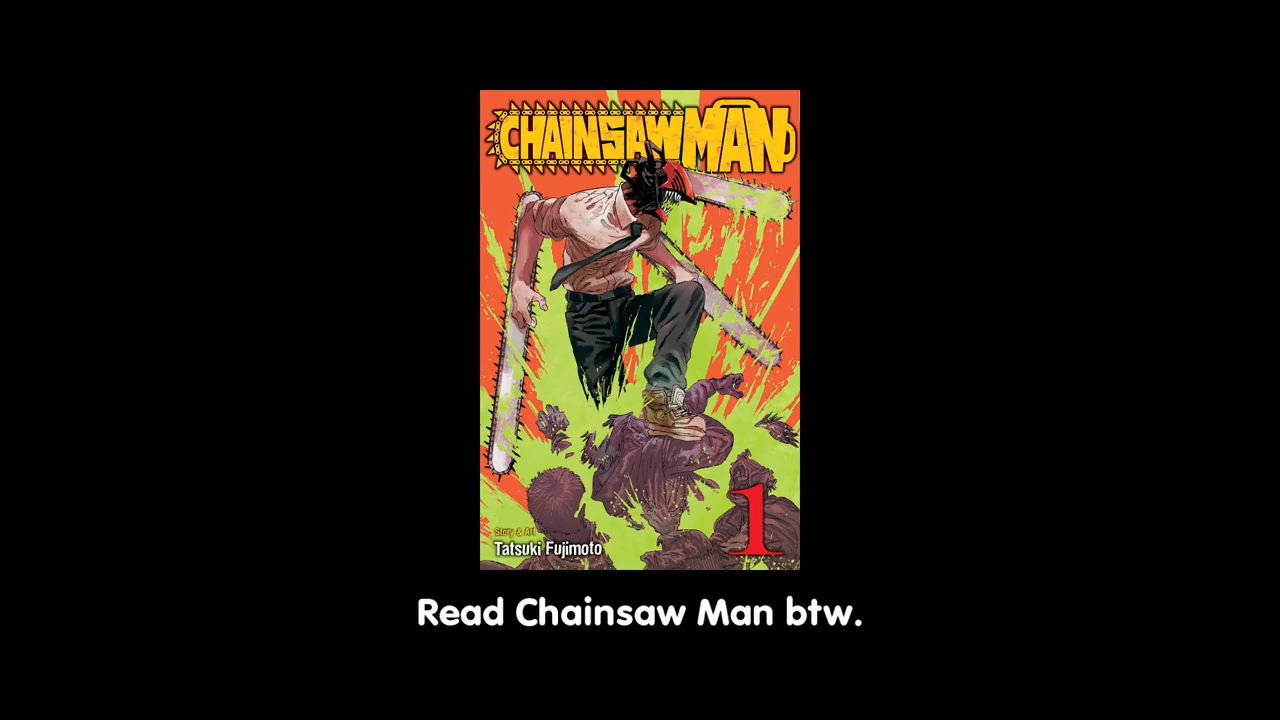 CHAINSAW MAN
Story & Art
Tatsuki Fujimoto
1
Read Chainsaw Man btw.